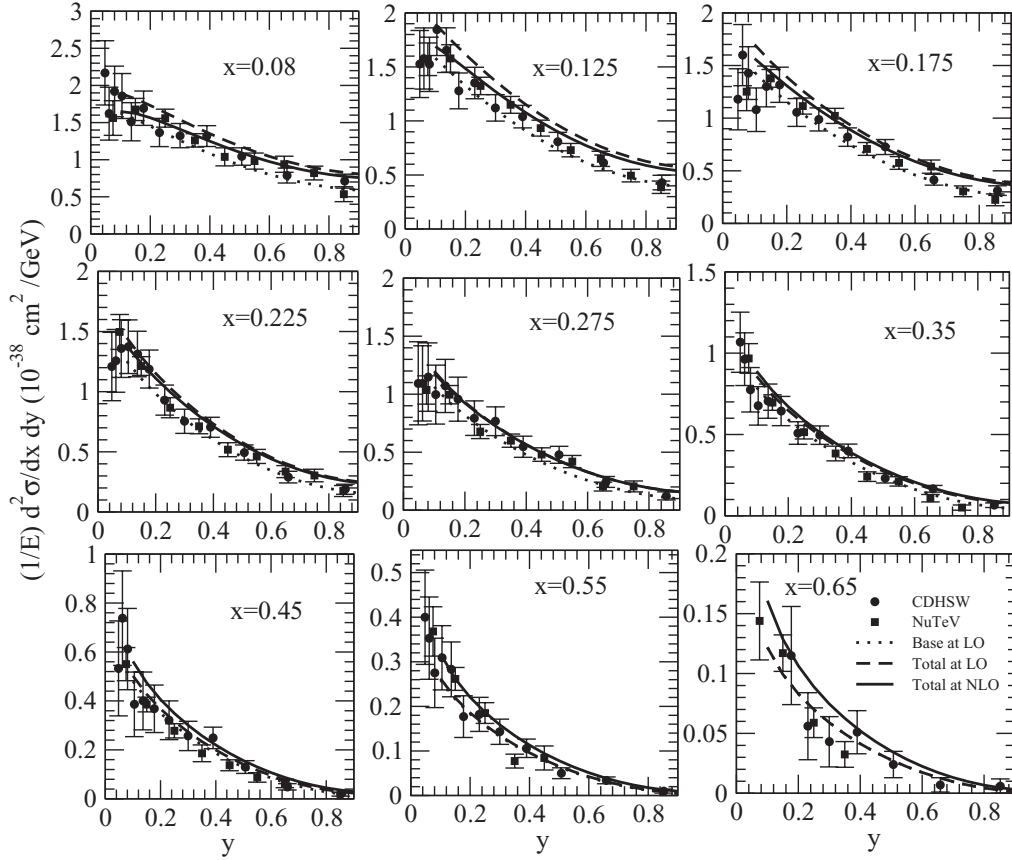 (1/E) d²σ/dx dy (10⁻³⁸ cm² /GeV)
3
2.5
2
1.5
1
0.5
0
x=0.08
0 0.2 0.4 0.6 0.8
2
1.5
1
0.5
0
x=0.125
0 0.2 0.4 0.6 0.8
2
1.5
1
0.5
0
x=0.175
0 0.2 0.4 0.6 0.8
2
1.5
1
0.5
0
x=0.225
0 0.2 0.4 0.6 0.8
2
1.5
1
0.5
0
x=0.275
0 0.2 0.4 0.6 0.8
1.5
1
0.5
0
x=0.35
0 0.2 0.4 0.6 0.8
1
0.8
0.6
0.4
0.2
0
x=0.45
0 0.2 0.4 0.6 0.8
y
0.5
0.4
0.3
0.2
0.1
0
x=0.55
0 0.2 0.4 0.6 0.8
y
0.2
0.15
0.1
0.05
0
x=0.65
CDHSW
NuTeV
Base at LO
Total at LO
Total at NLO
0 0.2 0.4 0.6 0.8
y